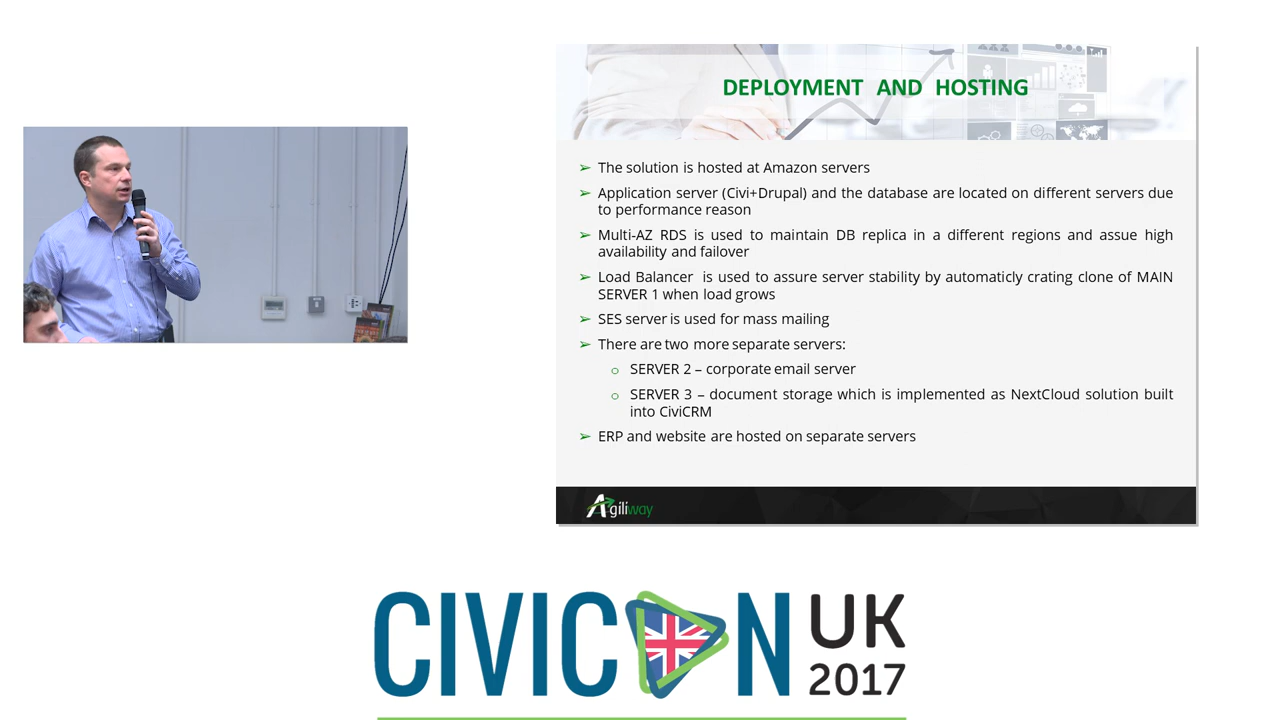 DEPLOYMENT AND HOSTING
➢ The solution is hosted at Amazon servers
➢ Application server (Civi+Drupal) and the database are located on different servers due
to performance reason
➢ Multi-AZ RDS is used to maintain DB replica in a different regions and assue high
availability and failover
➢ Load Balancer is used to assure server stability by automaticly crating clone of MAIN
SERVER 1 when load grows
➢ SES server is used for mass mailing
➢ There are two more separate servers:
o SERVER 2 – corporate email server
o SERVER 3 – document storage which is implemented as NextCloud solution built
into CiviCRM
➢ ERP and website are hosted on separate servers
Agiliway
CIVICON UK
2017